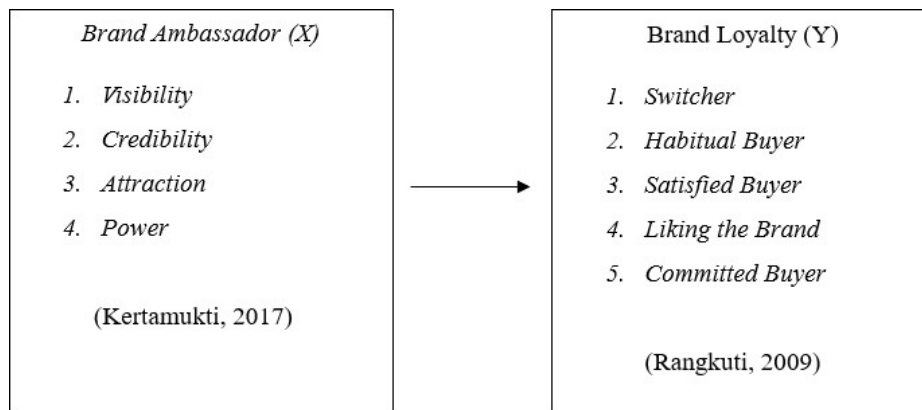 Brand Ambassador (X)
1. Visibility
2. Credibility
3. Attraction
4. Power
(Kertamukti, 2017)
Brand Loyalty (Y)
1. Switcher
2. Habitual Buyer
3. Satisfied Buyer
4. Liking the Brand
5. Committed Buyer
(Rangkuti, 2009)